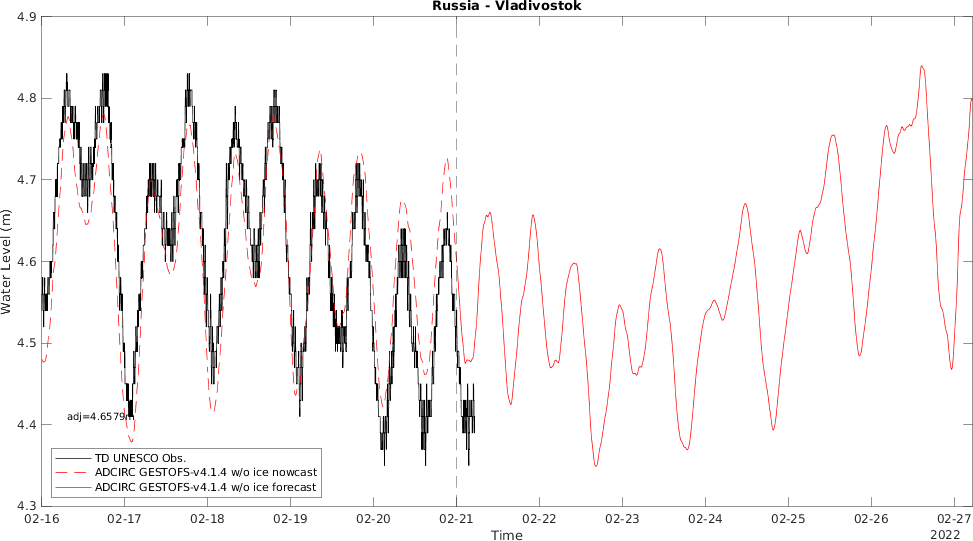 Russia - Vladivostok
4.9
4.8
4.7
4.6
4.5
4.4
4.3
Water Level (m)
adj=4.6579m
TD UNESCO Obs.
ADCIRC GESTOFS-v4.1.4 w/o ice nowcast
ADCIRC GESTOFS-v4.1.4 w/o ice forecast
02-16 02-17 02-18 02-19 02-20 02-21 02-22 02-23 02-24 02-25 02-26 02-27
2022
Time